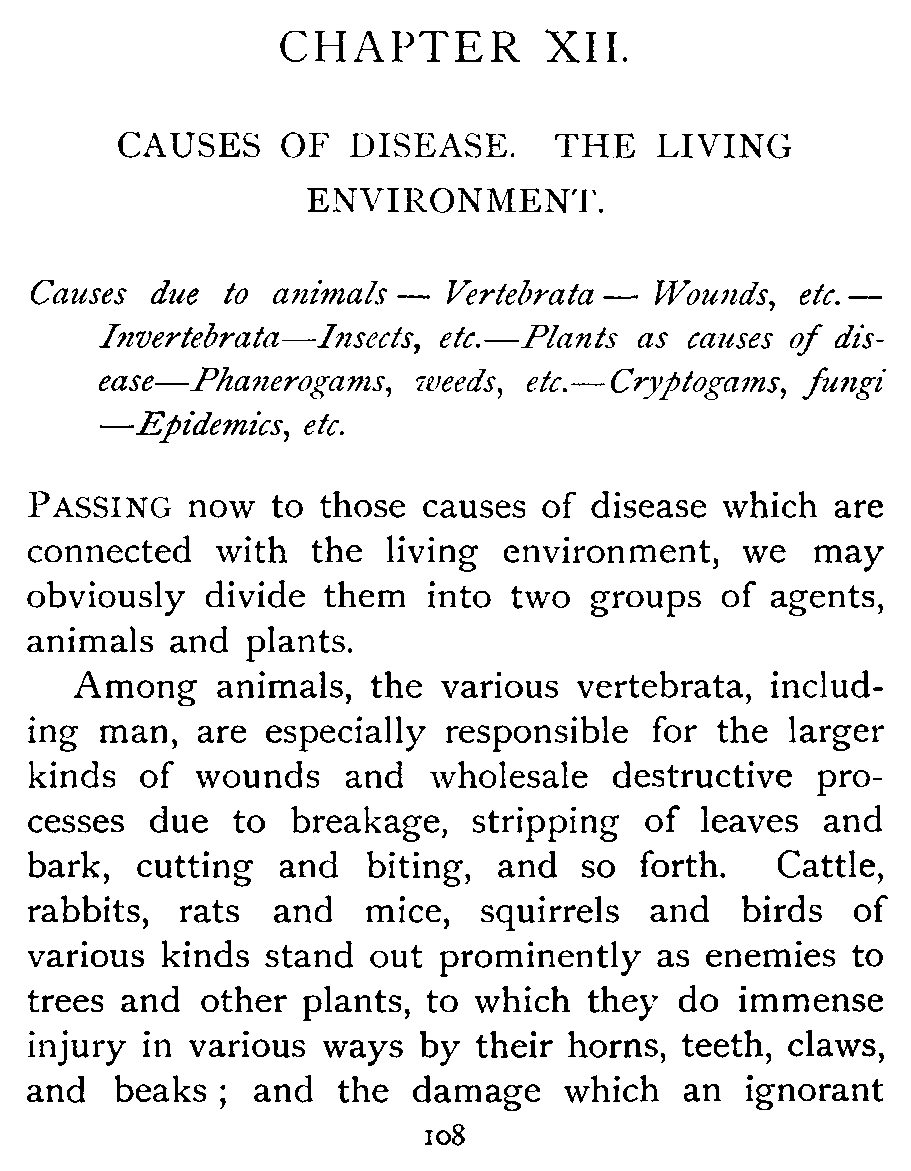 CHAPTER XII.
CAUSES OF DISEASE. THE LIVING
ENVIRONMENT.
Causes due to animals — Vertebrata — Wounds, etc. —
Invertebrata—Insects, etc.—Plants as causes of dis-
ease—Phanerogams, weeds, etc.—Cryptogams, fungi
—Epidemics, etc.
PASSING now to those causes of disease which are
connected with the living environment, we may
obviously divide them into two groups of agents,
animals and plants.
Among animals, the various vertebrata, includ-
ing man, are especially responsible for the larger
kinds of wounds and wholesale destructive pro-
cesses due to breakage, stripping of leaves and
bark, cutting and biting, and so forth. Cattle,
rabbits, rats and mice, squirrels and birds of
various kinds stand out prominently as enemies to
trees and other plants, to which they do immense
injury in various ways by their horns, teeth, claws,
and beaks ; and the damage which an ignorant
108